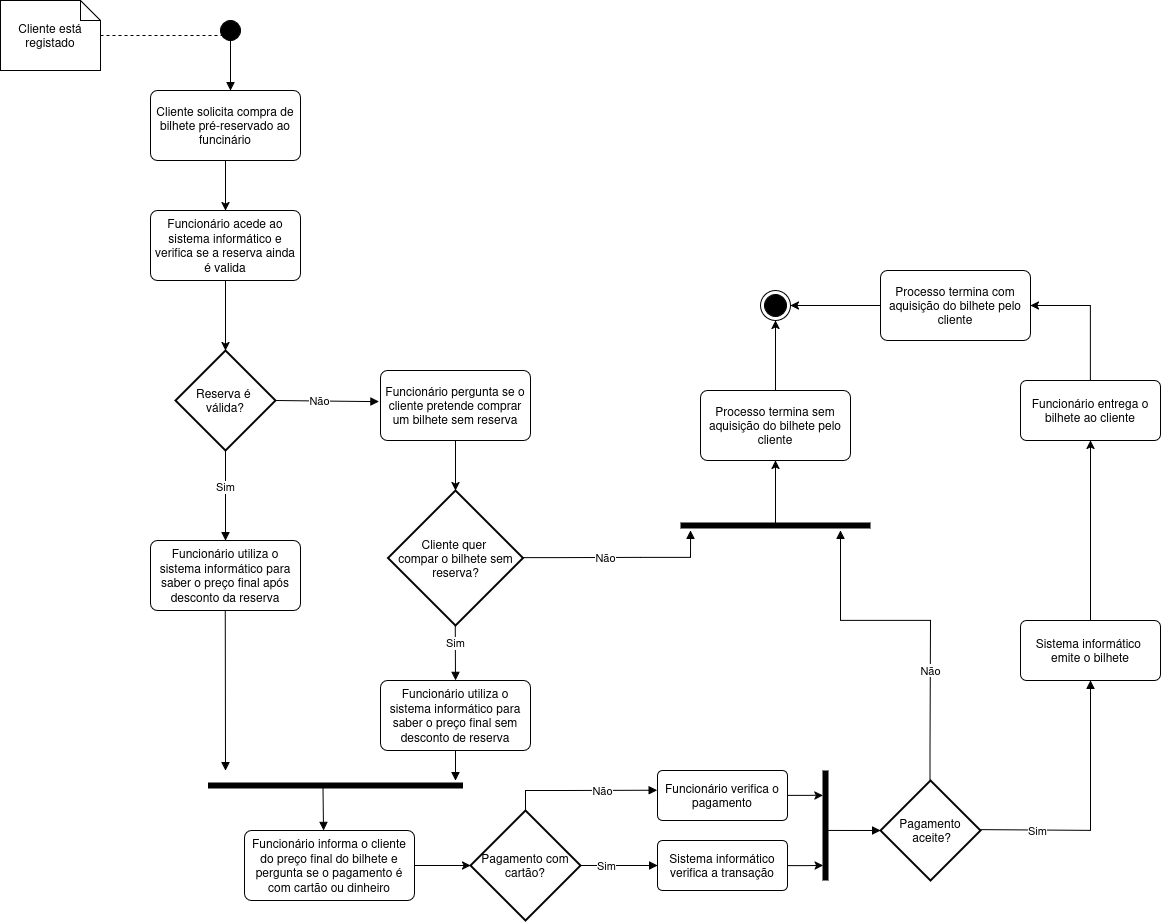 Cliente está
registado
Cliente solicita compra de
bilhete pré-reservado ao
funcinário
Funcionário acede ao
sistema informático e
verifica se a reserva ainda
é valida
Reserva é
válida?
Não
Sim
Funcionário pergunta se o
cliente pretende comprar
um bilhete sem reserva
Cliente quer
compar o bilhete sem
reserva?
Não
Sim
Funcionário utiliza o
sistema informático para
saber o preço final após
desconto da reserva
Funcionário utiliza o
sistema informático para
saber o preço final sem
desconto de reserva
Funcionário informa o cliente
do preço final do bilhete e
pergunta se o pagamento é
com cartão ou dinheiro
Pagamento com
cartão?
Não
Sim
Funcionário verifica o
pagamento
Sistema informático
verifica a transação
Pagamento
aceite?
Não
Sim
Sistema informático
emite o bilhete
Funcionário entrega o
bilhete ao cliente
Processo termina com
aquisição do bilhete pelo
cliente
Processo termina sem
aquisição do bilhete pelo
cliente